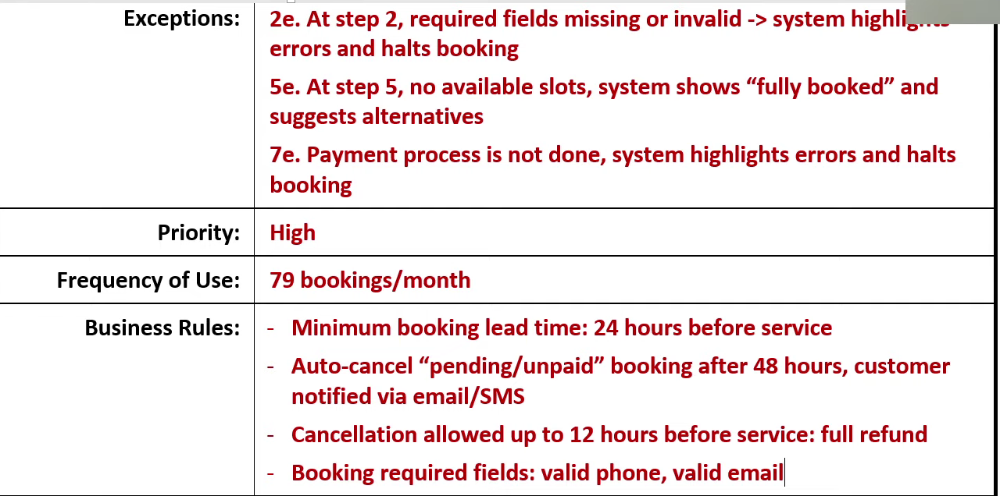 Exceptions: 2e. At step 2, required fields missing or invalid -> system highlights
errors and halts booking
5e. At step 5, no available slots, system shows “fully booked” and
suggests alternatives
7e. Payment process is not done, system highlights errors and halts
booking
Priority: High
Frequency of Use: 79 bookings/month
Business Rules: - Minimum booking lead time: 24 hours before service
- Auto-cancel “pending/unpaid” booking after 48 hours, customer
notified via email/SMS
- Cancellation allowed up to 12 hours before service: full refund
- Booking required fields: valid phone, valid email